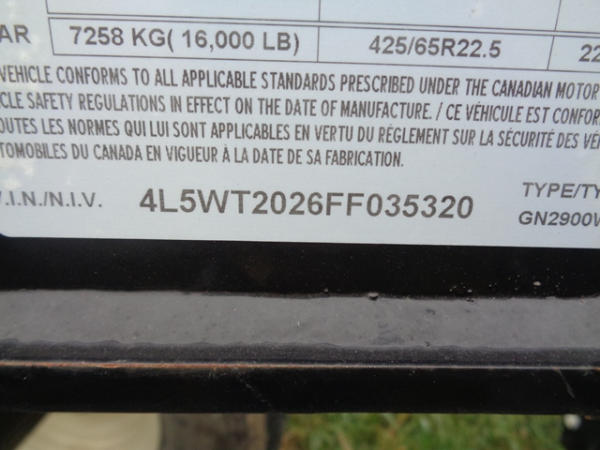 AR 7258 KG( 16,000 LB) 425/65R22.5 22
VEHICLE CONFORMS TO ALL APPLICABLE STANDARDS PRESCRIBED UNDER THE CANADIAN MOTOR
CLE SAFETY REGULATIONS IN EFFECT ON THE DATE OF MANUFACTURE. / CE VÉHICULE EST CONFOR
OUTES LES NORMES QUI LUI SONT APPLICABLES EN VERTU DU RÈGLEMENT SUR LA SÉCURITÉ DES VÉ
TOMOBILES DU CANADA EN VIGUEUR À LA DATE DE SA FABRICATION.
.I.N./N.I.V. 4L5WT2026FF035320 TYPE/TY
GN2900W